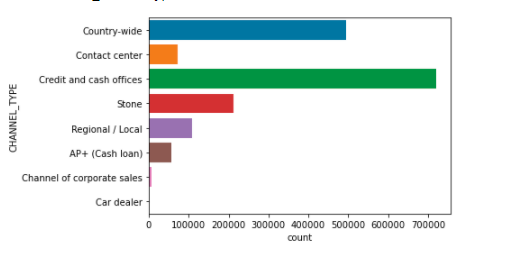 Country-wide
Contact center
Credit and cash offices
Stone
Regional / Local
AP+ (Cash loan)
Channel of corporate sales
Car dealer
CHANNEL_TYPE
0 100000 200000 300000 400000 500000 600000 700000
count